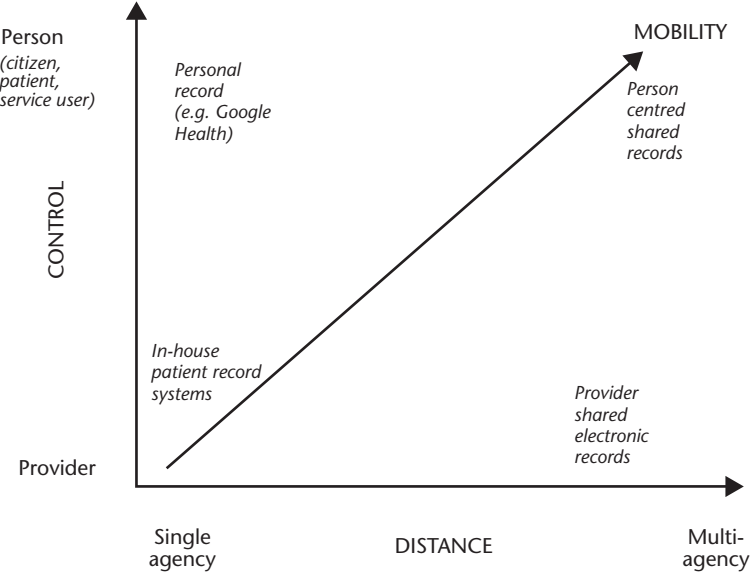 Person
(citizen,
patient,
service user)
Personal
record
(e.g. Google
Health)
MOBILITY
Person
centred
shared
records
CONTROL
In-house
patient record
systems
Provider
shared
electronic
records
Provider
Single
agency
DISTANCE
Multi-
agency